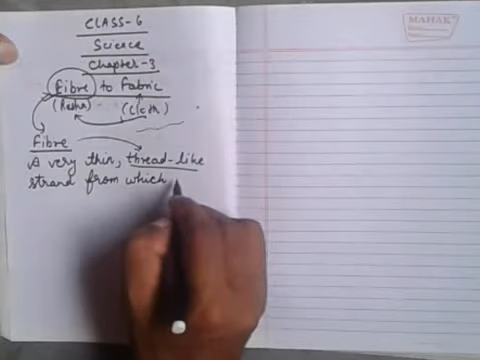 CLASS-6
Science
Chapter-3
Fibre to Fabric
(Resha) (Cloth)
Fibre
A very thin, thread-like
strand from which
MAHAK